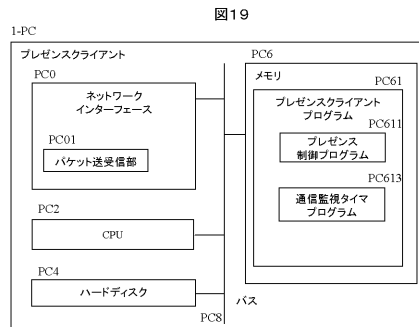 図19
1-PC
プレゼンスクライアント
PC0
ネットワーク
インターフェース
PC01
パケット送受信部
PC2
CPU
PC4
ハードディスク
PC8
バス
PC6
メモリ
PC61
プレゼンスクライアント
プログラム
PC611
プレゼンス
制御プログラム
PC613
通信監視タイマ
プログラム